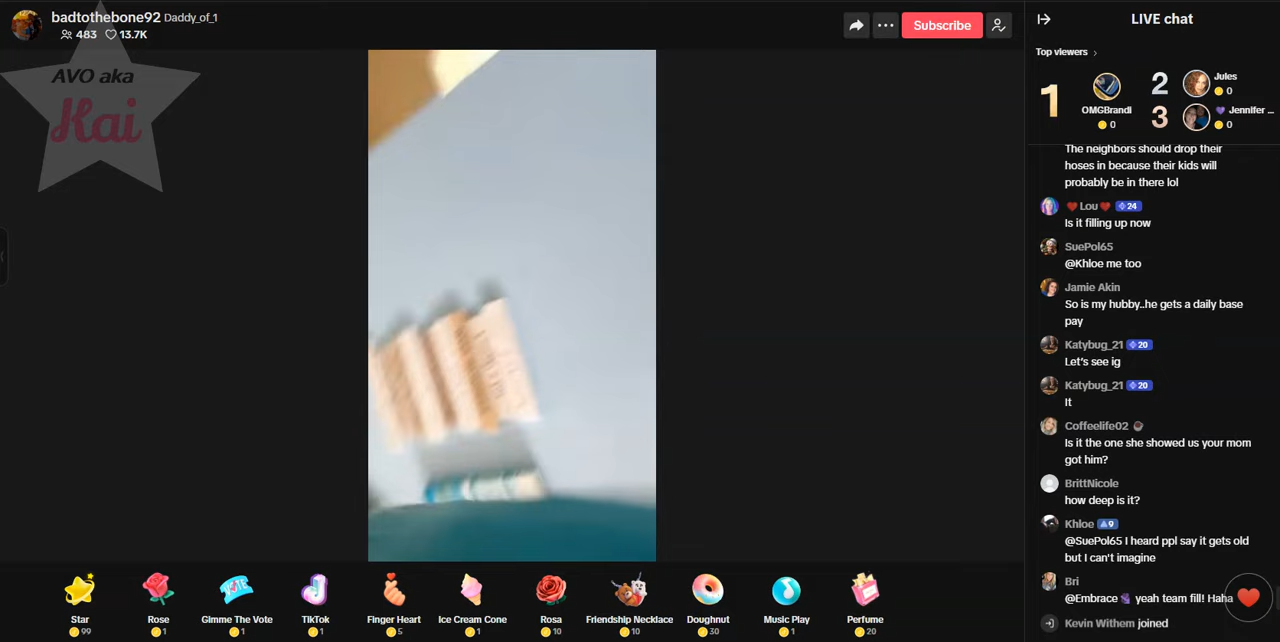 badtothebone92 Daddy_of_1
483 13.7K
Subscribe
AVO aka
Kai
LIVE chat
Top viewers
1
OMGBrandl
0
2
Jules
0
3
Jennifer ...
0
The neighbors should drop their
hoses in because their kids will
probably be in there lol
Lou 24
Is it filling up now
SuePol65
@Khloe me too
Jamie Akin
So is my hubby..he gets a daily base
pay
Katybug_21 20
Let's see ig
Katybug_21 20
It
Coffeelife02
Is it the one she showed us your mom
got him?
BrittNicole
how deep is it?
Khloe 9
@SuePol65 I heard ppl say it gets old
but I can't imagine
Bri
@Embrace yeah team fill! Haha
Kevin Withem joined
Star
99
Rose
1
Gimme The Vote
1
TikTok
1
Finger Heart
5
Ice Cream Cone
1
Rosa
10
Friendship Necklace
10
Doughnut
30
Music Play
1
Perfume
20